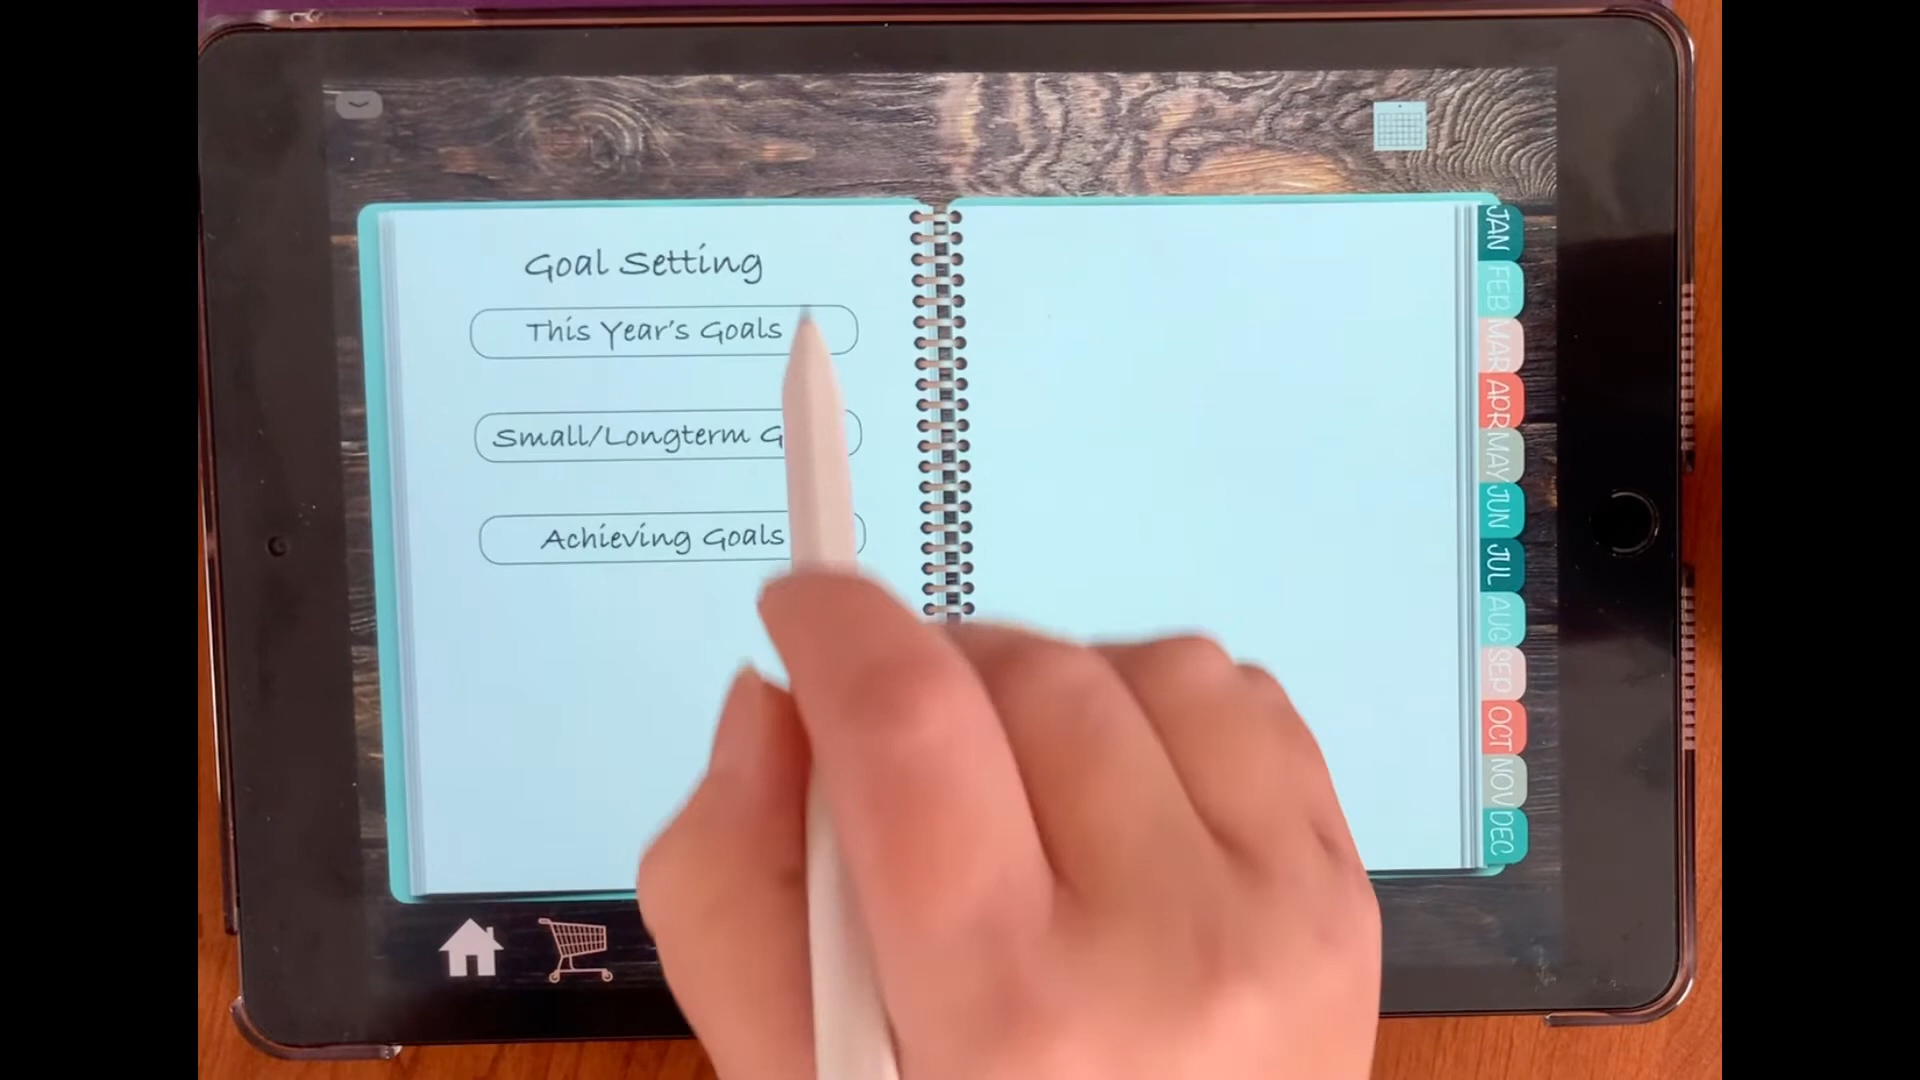 Goal Setting
This Year's Goals
Small/Longterm G
Achieving Goals
JAN
FEB
MAR
APR
MAY
JUN
JUL
AUG
SEP
OCT
NOV
DEC